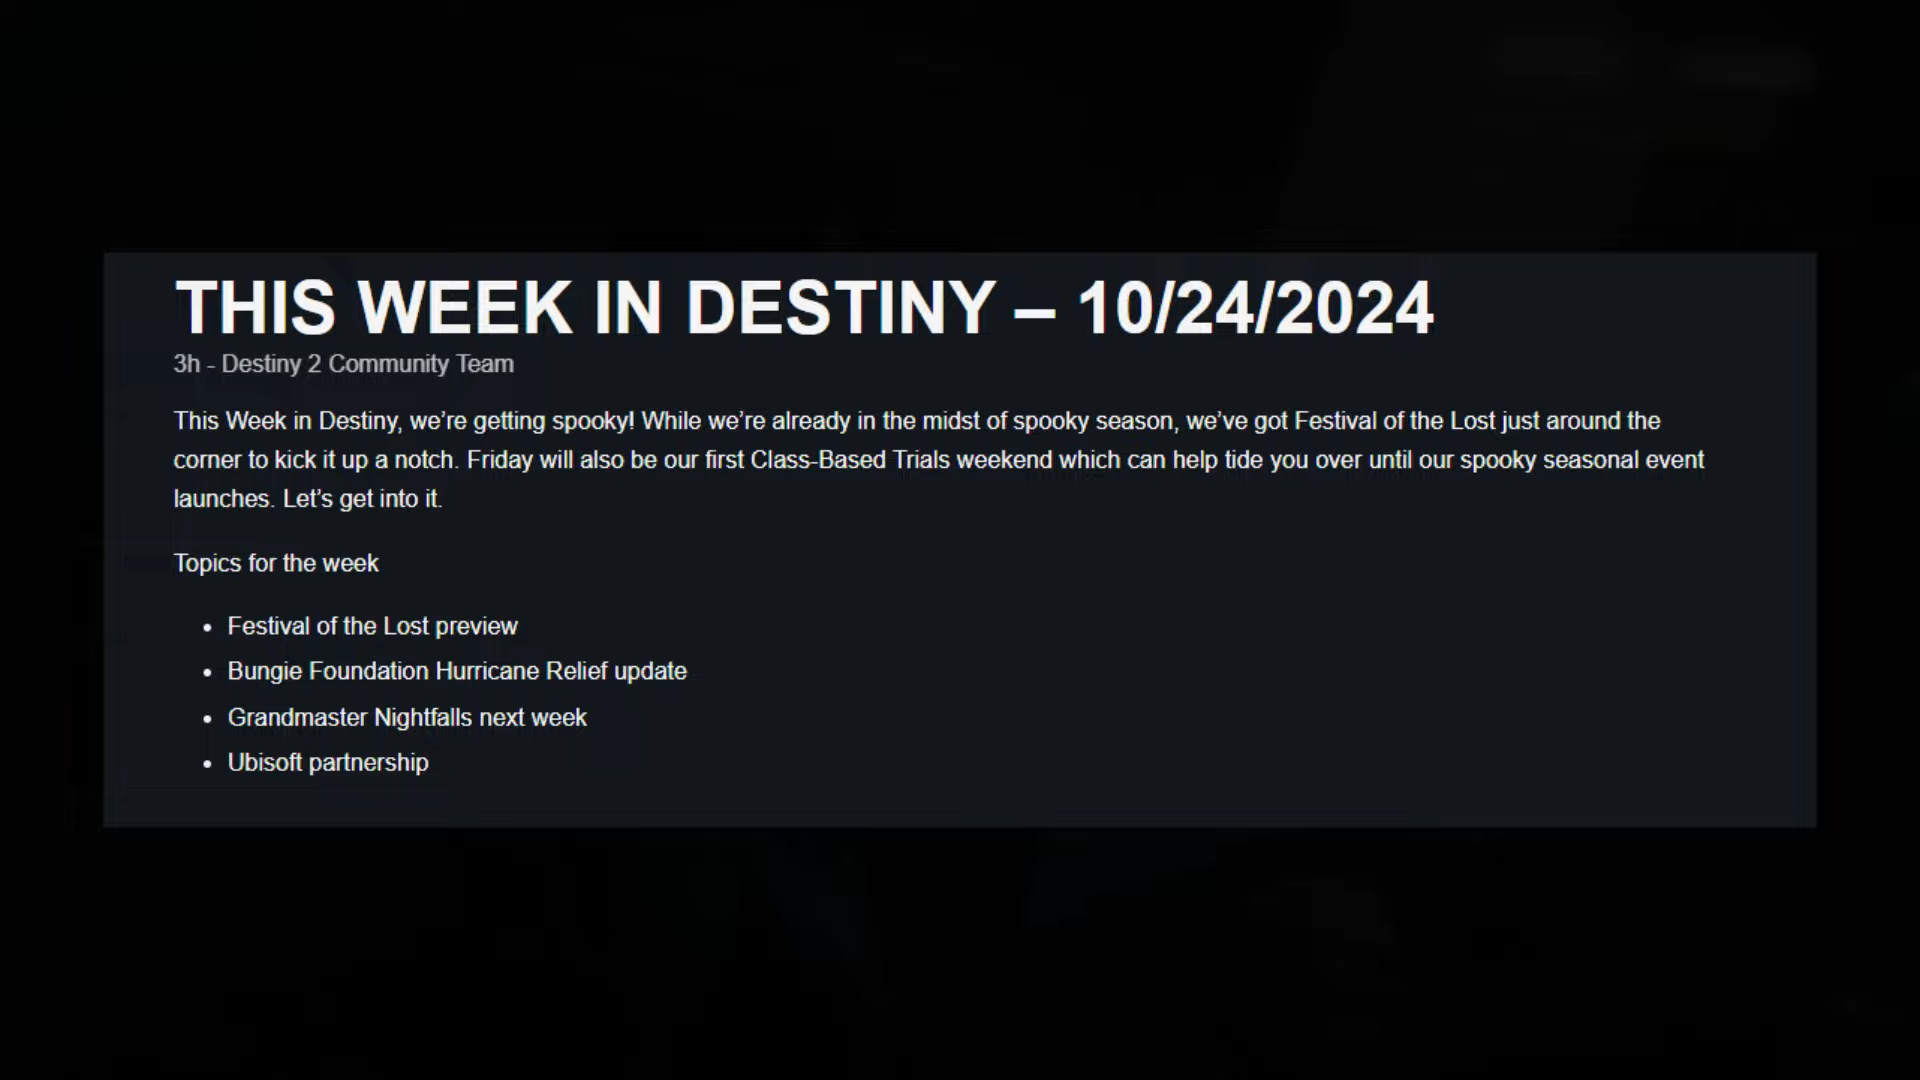 THIS WEEK IN DESTINY – 10/24/2024
3h - Destiny 2 Community Team
This Week in Destiny, we’re getting spooky! While we’re already in the midst of spooky season, we’ve got Festival of the Lost just around the
corner to kick it up a notch. Friday will also be our first Class-Based Trials weekend which can help tide you over until our spooky seasonal event
launches. Let’s get into it.
Topics for the week
• Festival of the Lost preview
• Bungie Foundation Hurricane Relief update
• Grandmaster Nightfalls next week
• Ubisoft partnership